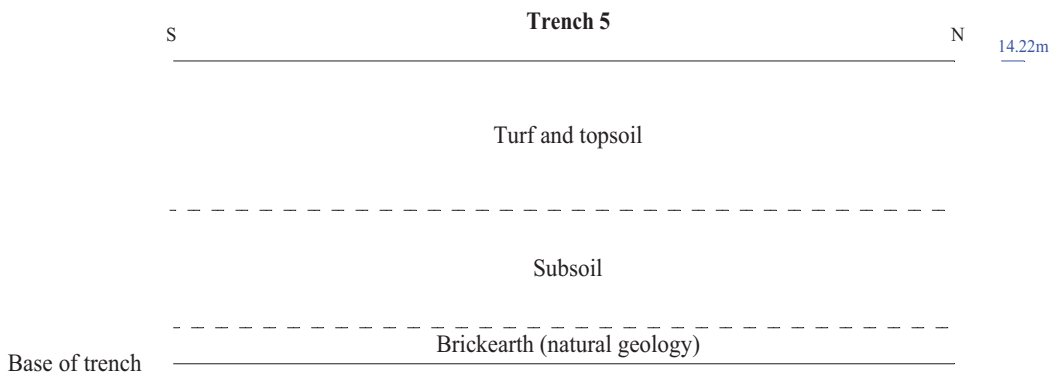 Trench 5
S
N
14.22m
Turf and topsoil
Subsoil
Brickearth (natural geology)
Base of trench